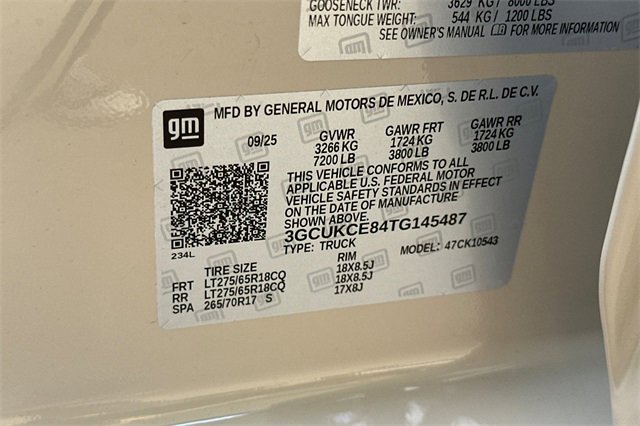 GOOSENECK TWR: 3629 KG / 8000 LBS
MAX TONGUE WEIGHT: 544 KG / 1200 LBS
SEE OWNER'S MANUAL FOR MORE INFORMATION
gm
MFD BY GENERAL MOTORS DE MEXICO, S. DE R.L. DE C.V.
09/25 GVWR GAWR FRT GAWR RR
3266 KG 1724 KG 1724 KG
7200 LB 3800 LB 3800 LB
THIS VEHICLE CONFORMS TO ALL
APPLICABLE U.S. FEDERAL MOTOR
VEHICLE SAFETY STANDARDS IN EFFECT
ON THE DATE OF MANUFACTURE
SHOWN ABOVE.
3GCUKCE84TG145487
234L TYPE: TRUCK MODEL: 47CK10543
TIRE SIZE RIM
FRT LT275/65R18CQ 18X8.5J
RR LT275/65R18CQ 18X8.5J
SPA 265/70R17 S 17X8J